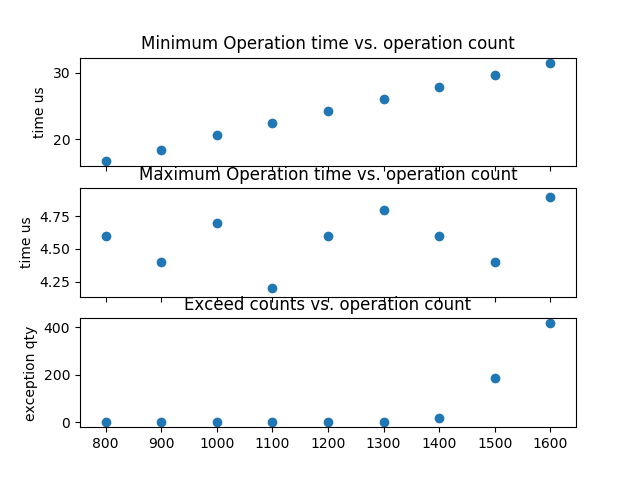 Minimum Operation time vs. operation count
30
20
time us
Maximum Operation time vs. operation count
4.75
4.50
4.25
time us
Exceed counts vs. operation count
400
200
0
exception qty
800 900 1000 1100 1200 1300 1400 1500 1600